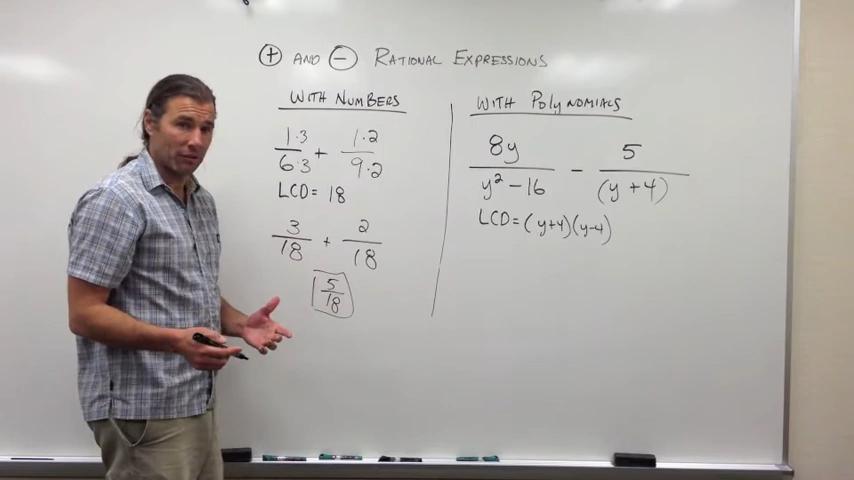 ⊕ AND ⊖ RATIONAL EXPRESSIONS
WITH NUMBERS
1·3/6·3 + 1·2/9·2
LCD= 18
3/18 + 2/18
5/18
WITH POLYNOMIALS
8y/y²-16 - 5/(y+4)
LCD=(y+4)(y-4)